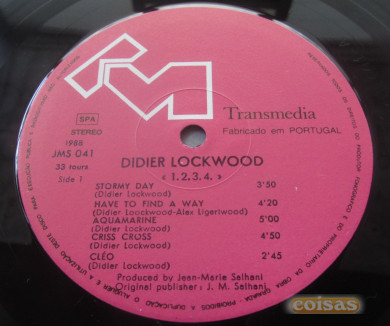 Transmedia
Fabricado em PORTUGAL
SPA
STEREO
1988
JMS 041
33 tours
Side 1
DIDIER LOCKWOOD
‹ 1.2.3.4. ›
STORMY DAY 3'50
(Didier Lockwood)
HAVE TO FIND A WAY 4'20
(Didier Loockwood-Alex Ligertwood)
AQUAMARINE 5'00
(Didier Lockwood)
CRISS CROSS 4'50
(Didier Lockwood)
CLÉO 2'45
(Didier Lockwood)
Produced by Jean-Marie Salhani
Original publisher : J. M. Salhani
coisas